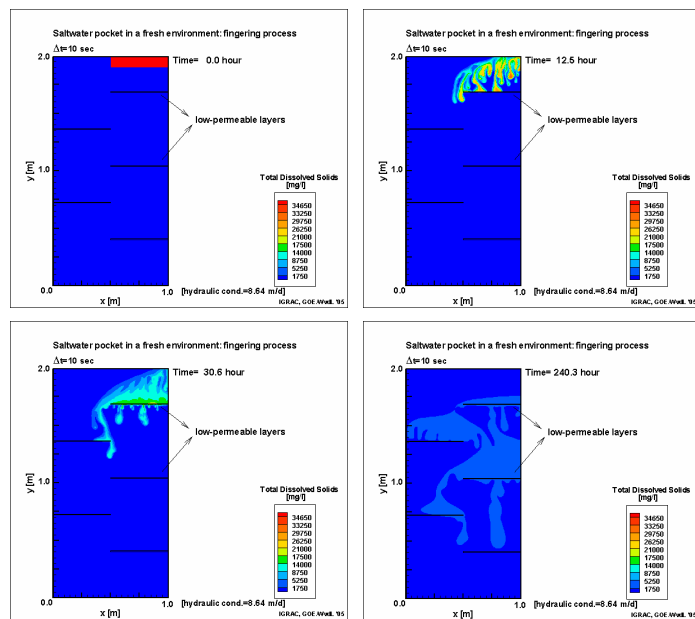 Saltwater pocket in a fresh environment: fingering process
Δt=10 sec
2.0
Time= 0.0 hour
low-permeable layers
1.0
y [m]
Total Dissolved Solids
[mg/l]
34650
33250
29750
26250
21000
17500
14000
8750
5250
1750
0.0
1.0
x [m]
[hydraulic cond.=8.64 m/d]
IGRAC, GOE/WvdL '05
Saltwater pocket in a fresh environment: fingering process
Δt=10 sec
2.0
Time= 12.5 hour
low-permeable layers
1.0
y [m]
Total Dissolved Solids
[mg/l]
34650
33250
29750
26250
21000
17500
14000
8750
5250
1750
0.0
1.0
x [m]
[hydraulic cond.=8.64 m/d]
IGRAC, GOE/WvdL '05
Saltwater pocket in a fresh environment: fingering process
Δt=10 sec
2.0
Time= 30.6 hour
low-permeable layers
1.0
y [m]
Total Dissolved Solids
[mg/l]
34650
33250
29750
26250
21000
17500
14000
8750
5250
1750
0.0
1.0
x [m]
[hydraulic cond.=8.64 m/d]
IGRAC, GOE/WvdL '05
Saltwater pocket in a fresh environment: fingering process
Δt=10 sec
2.0
Time= 240.3 hour
low-permeable layers
1.0
y [m]
Total Dissolved Solids
[mg/l]
34650
33250
29750
26250
21000
17500
14000
8750
5250
1750
0.0
1.0
x [m]
[hydraulic cond.=8.64 m/d]
IGRAC, GOE/WvdL '05